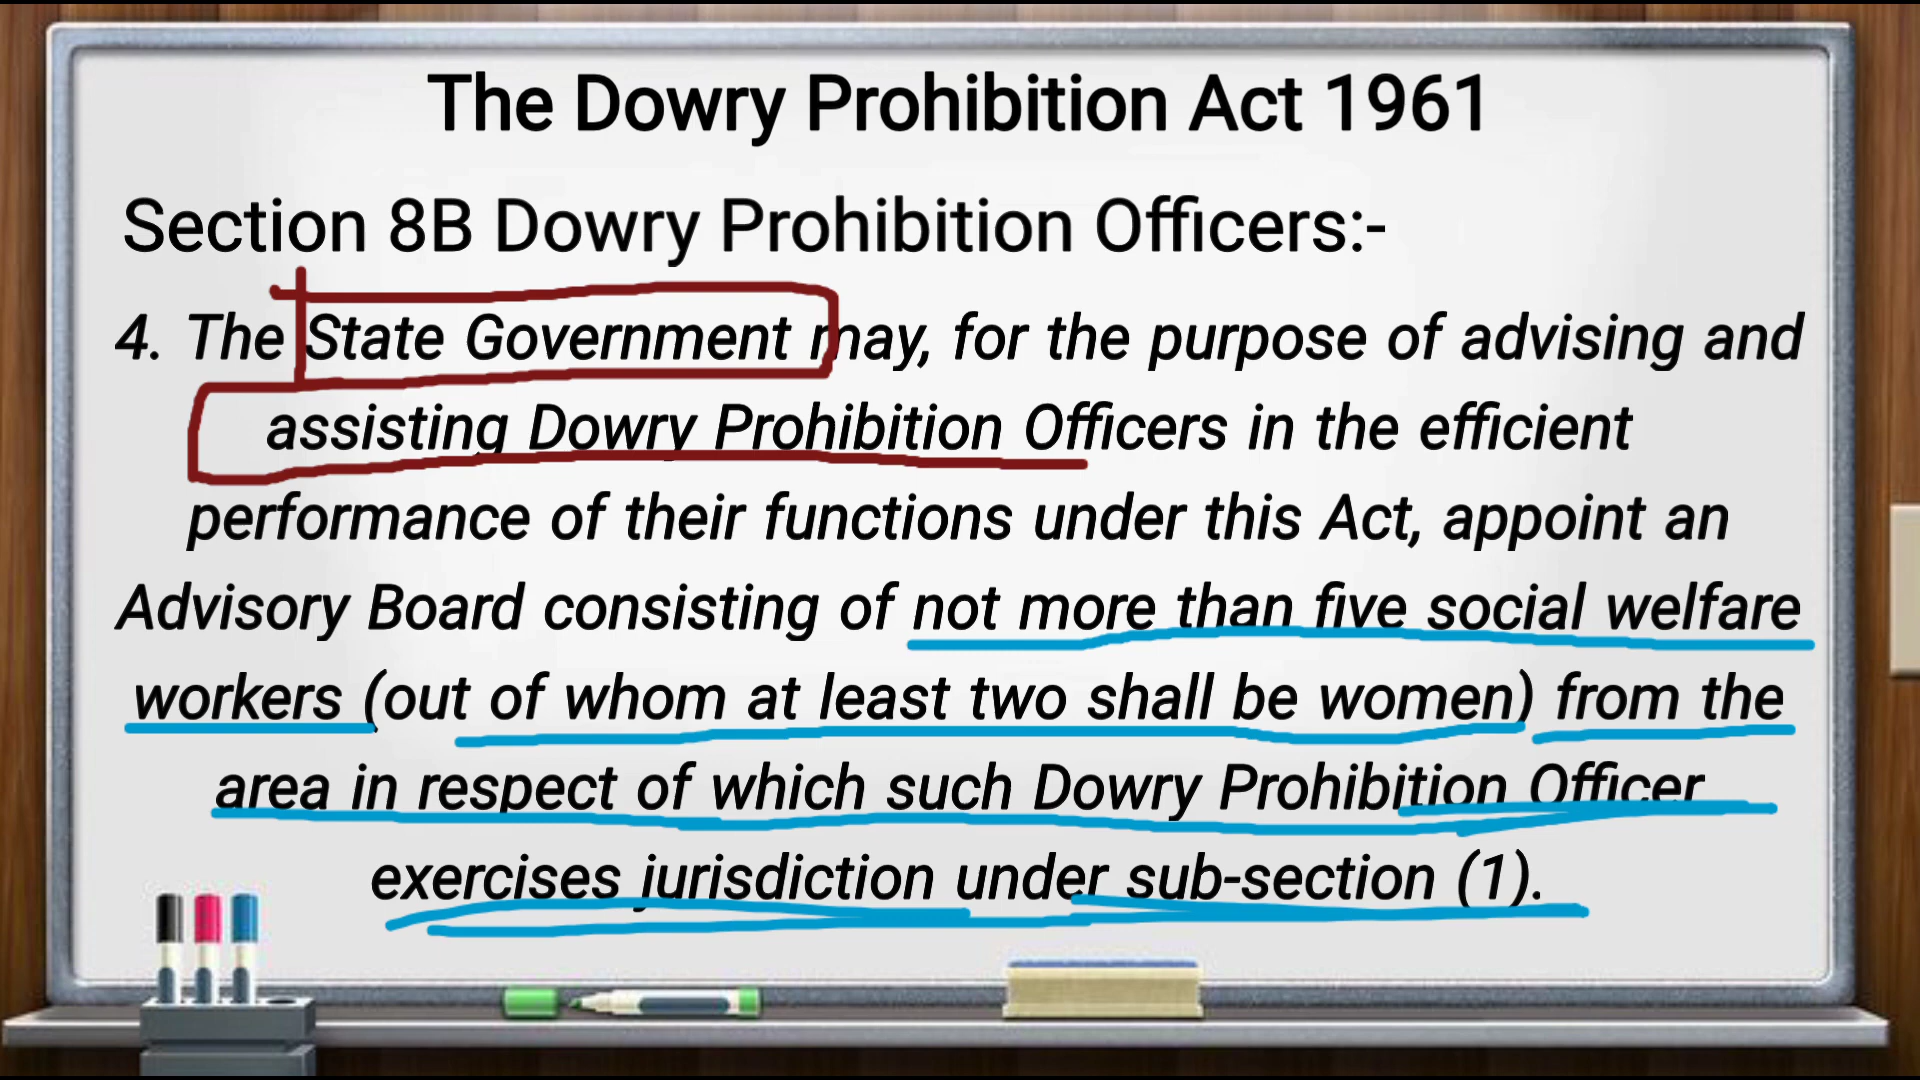 The Dowry Prohibition Act 1961
Section 8B Dowry Prohibition Officers:-
4. The State Government may, for the purpose of advising and
assisting Dowry Prohibition Officers in the efficient
performance of their functions under this Act, appoint an
Advisory Board consisting of not more than five social welfare
workers (out of whom at least two shall be women) from the
area in respect of which such Dowry Prohibition Officer
exercises jurisdiction under sub-section (1).